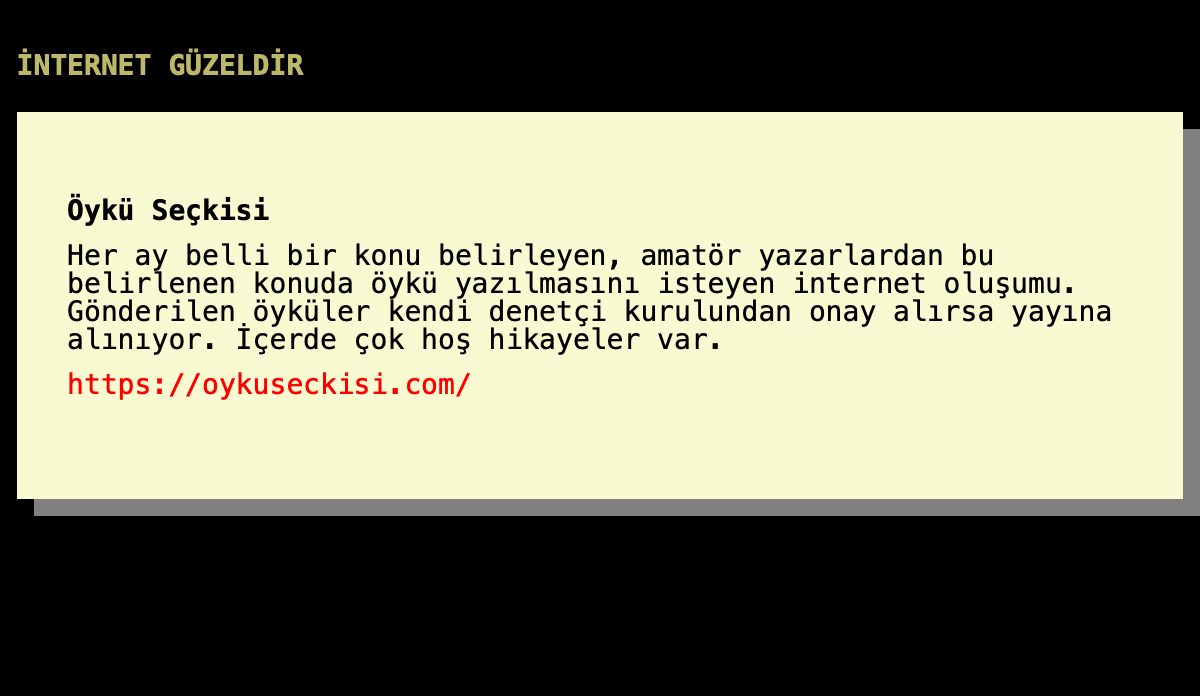 İNTERNET GÜZELDİR
Öykü Seçkisi
Her ay belli bir konu belirleyen, amatör yazarlardan bu
belirlenen konuda öykü yazılmasını isteyen internet oluşumu.
Gönderilen öyküler kendi denetçi kurulundan onay alırsa yayına
alınıyor. İçerde çok hoş hikayeler var.
https://oykuseckisi.com/